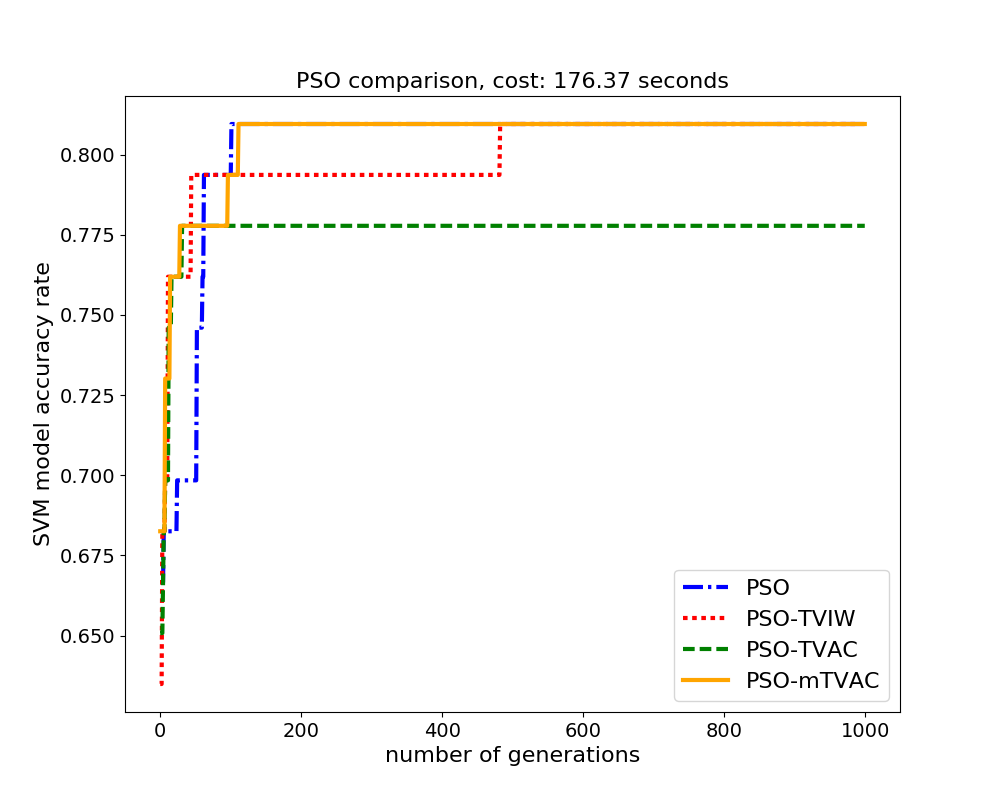 PSO comparison, cost: 176.37 seconds
SVM model accuracy rate
0.800
0.775
0.750
0.725
0.700
0.675
0.650
0 200 400 600 800 1000
number of generations
PSO
PSO-TVIW
PSO-TVAC
PSO-mTVAC